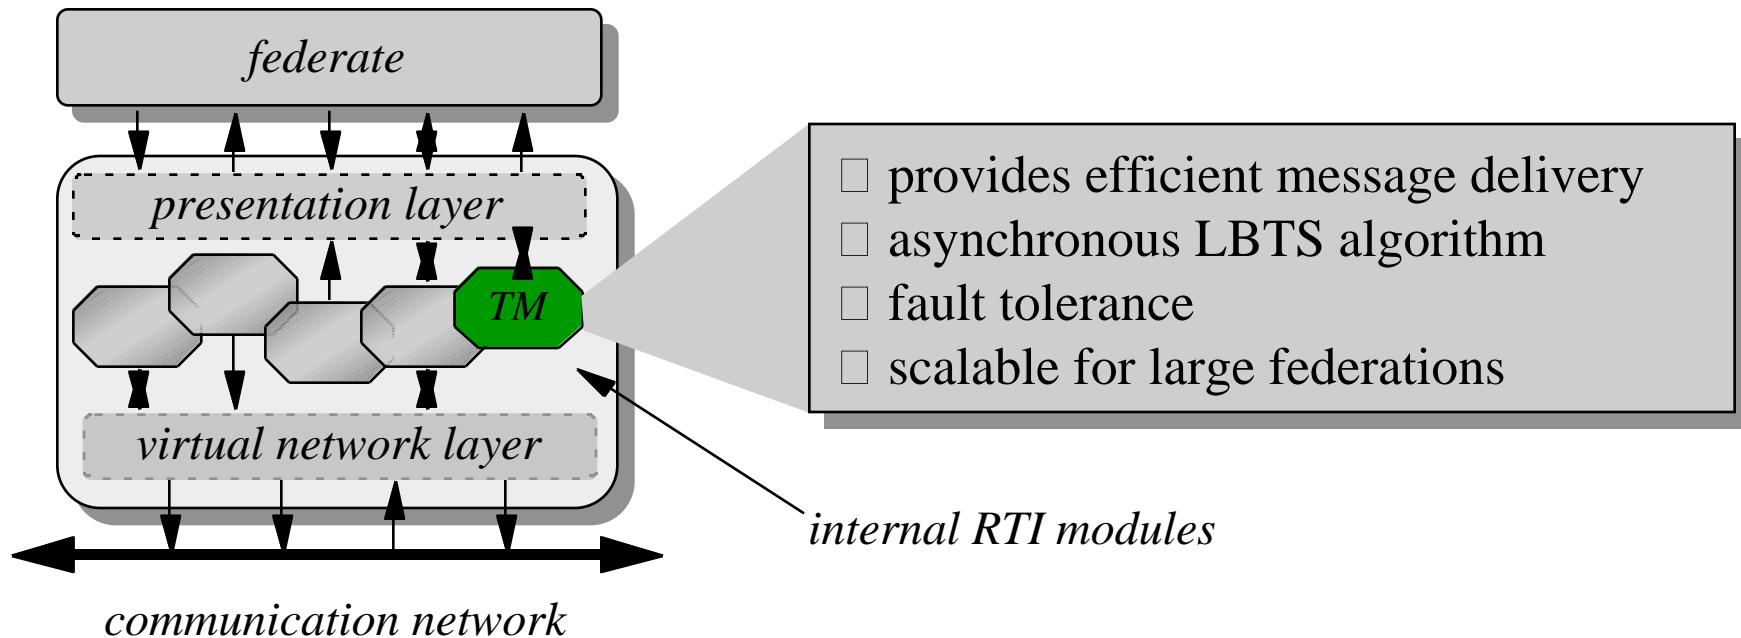 federate
presentation layer
TM
virtual network layer
communication network
provides efficient message delivery
asynchronous LBTS algorithm
fault tolerance
scalable for large federations
internal RTI modules